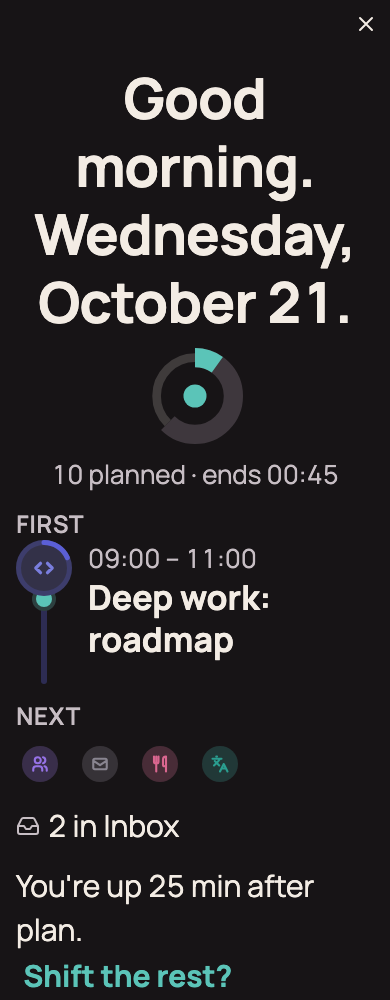 Good
morning.
Wednesday,
October 21.
10 planned · ends 00:45
FIRST
09:00 – 11:00
Deep work:
roadmap
NEXT
2 in Inbox
You're up 25 min after
plan.
Shift the rest?